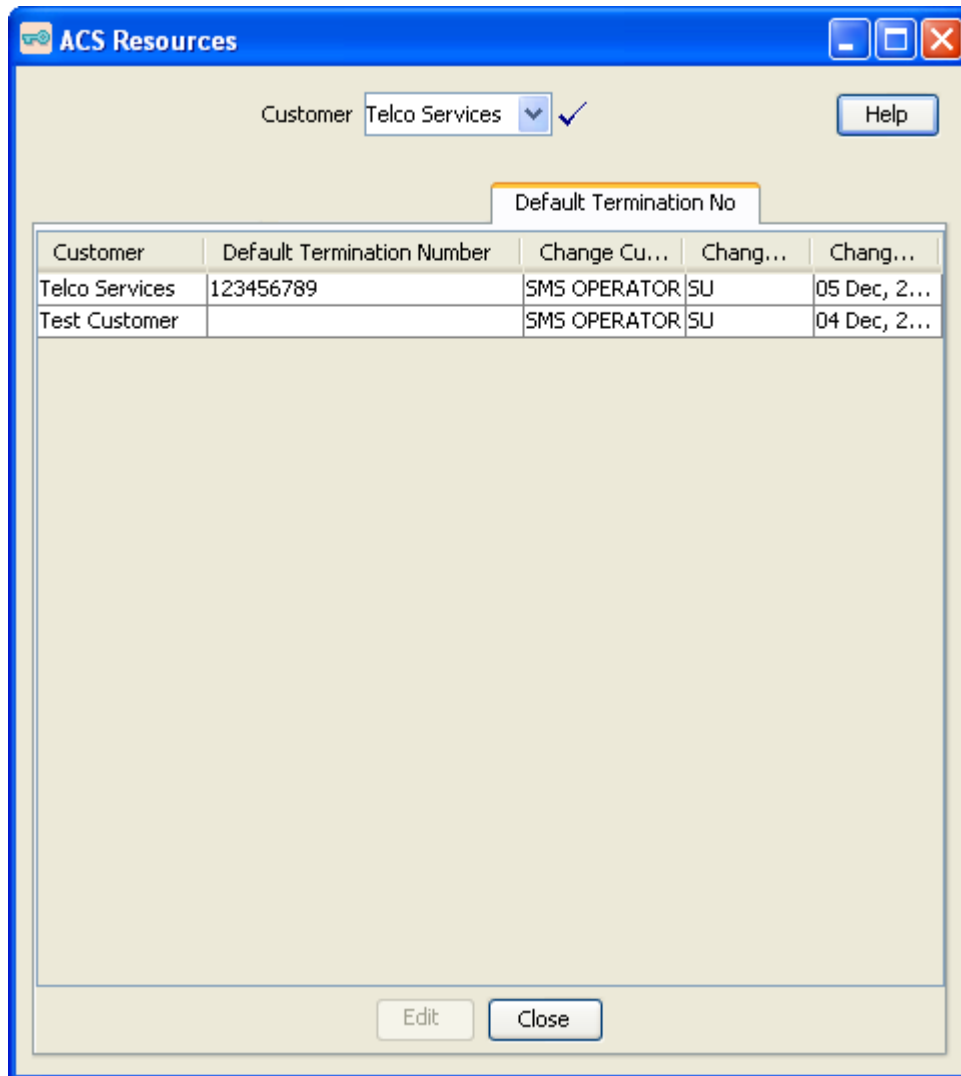 ACS Resources
Customer Telco Services Help
Default Termination No
Customer Default Termination Number Change Cu... Chang... Chang...
Telco Services 123456789 SMS OPERATOR SU 05 Dec, 2...
Test Customer SMS OPERATOR SU 04 Dec, 2...
Edit Close